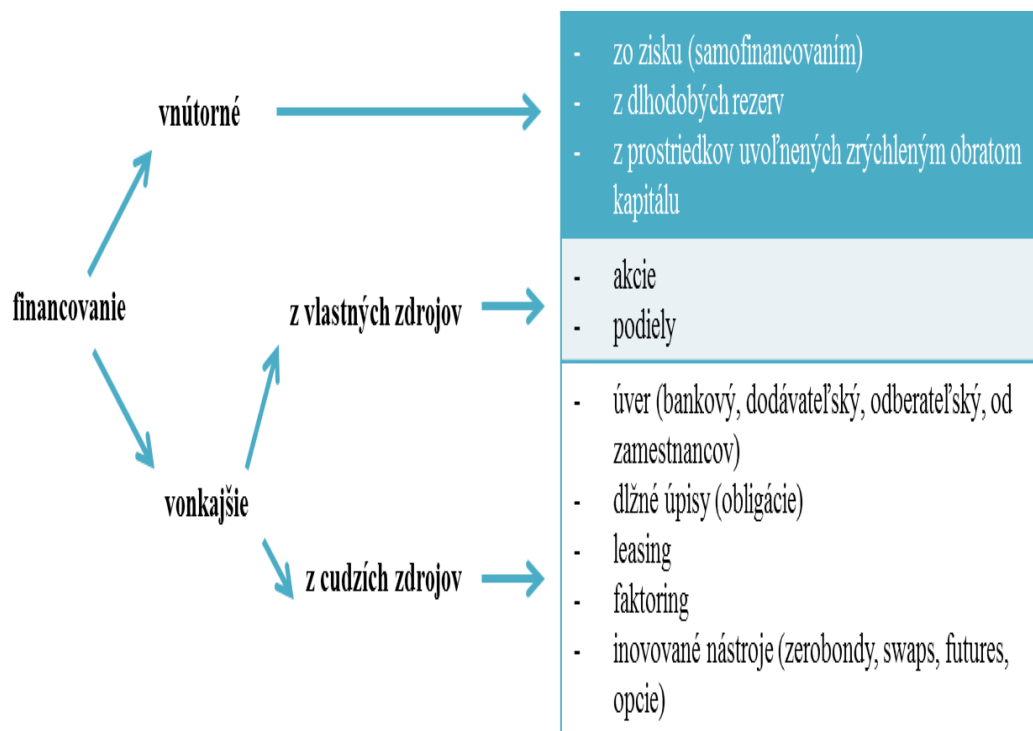 vnútorné
- zo zisku (samofinancovaním)
- z dlhodobých rezerv
- z prostriedkov uvoľnených zrýchleným obratom
kapitálu
financovanie
z vlastných zdrojov
- akcie
- podiely
vonkajšie
z cudzích zdrojov
- úver (bankový, dodávateľský, odberateľský, od
zamestnancov)
- dlžné úpisy (obligácie)
- leasing
- faktoring
- inovované nástroje (zerobondy, swaps, futures,
opcie)